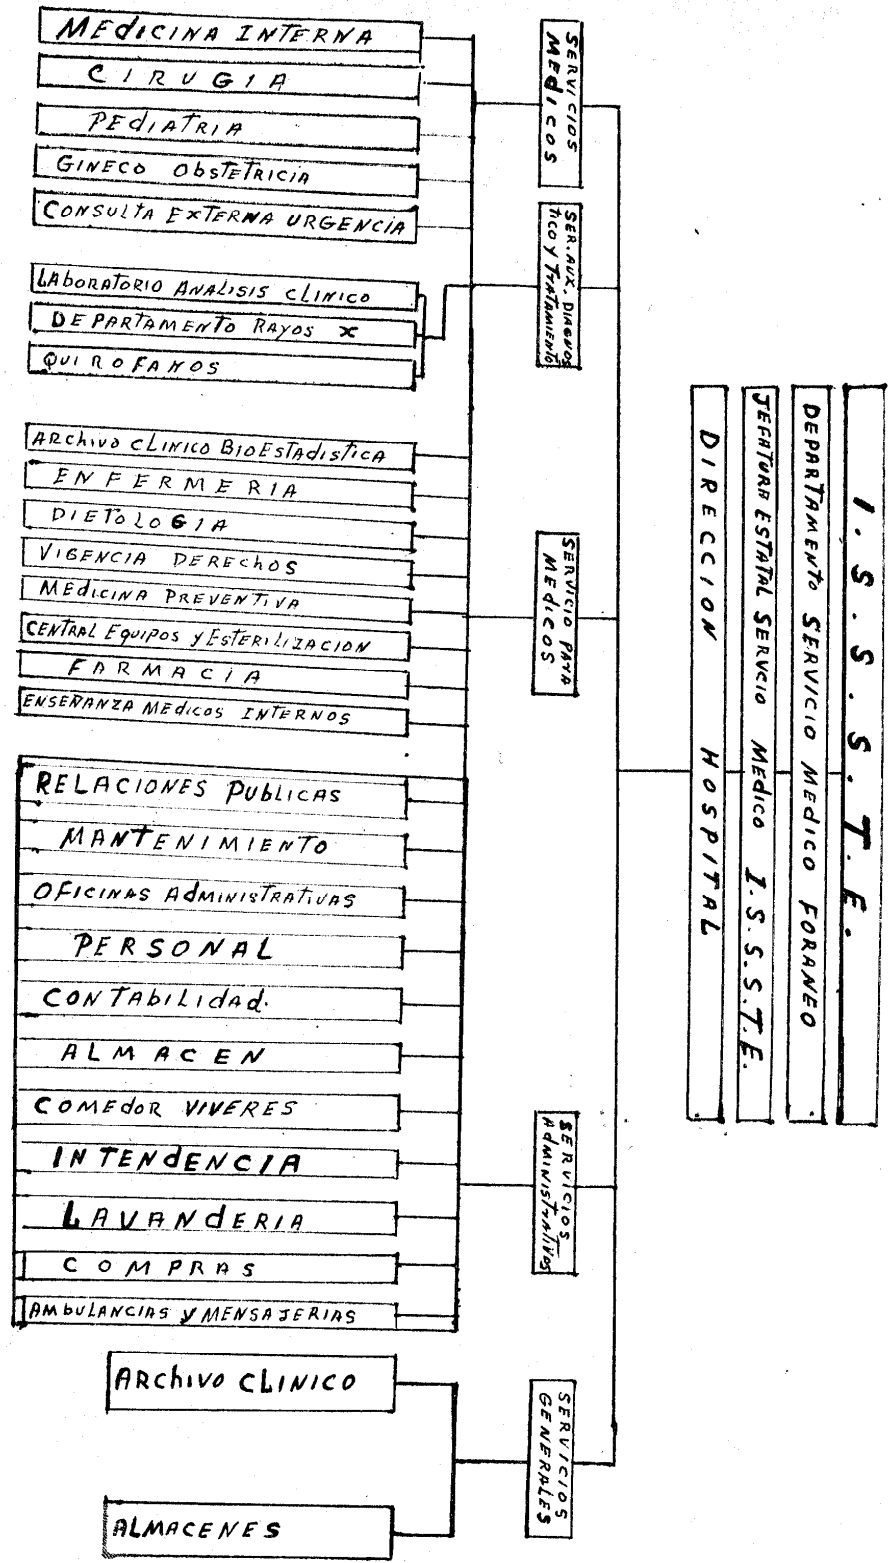 I.S.S.S.T.E.
DEPARTAMENTO SERVICIO MEDICO FORANEO
JEFATURA ESTATAL SERVCIO MEDICO I.S.S.S.T.E.
DIRECCION HOSPITAL
SERVICIOS
MEDICOS
MEDICINA INTERNA
CIRUGIA
PEDIATRIA
GINECO OBSTETRICIA
CONSULTA EXTERNA URGENCIA
SER. AUX. DIAGNOS
TICO Y TRATAMIENTO
LABORATORIO ANALISIS CLINICO
DEPARTAMENTO RAYOS X
QUIROFANOS
SERVICIO PARA
MEDICOS
ARCHIVO CLINICO BIOESTADISTICA
ENFERMERIA
DIETOLOGIA
VIGENCIA DERECHOS
MEDICINA PREVENTIVA
CENTRAL EQUIPOS Y ESTERILIZACION
FARMACIA
ENSEÑANZA MEDICOS INTERNOS
SERVICIOS
ADMINISTRATIVOS
RELACIONES PUBLICAS
MANTENIMIENTO
OFICINAS ADMINISTRATIVAS
PERSONAL
CONTABILIDAD.
ALMACEN
COMEDOR VIVERES
INTENDENCIA
LAVANDERIA
COMPRAS
AMBULANCIAS Y MENSAJERIAS
SERVICIOS
GENERALES
ARCHIVO CLINICO
ALMACENES